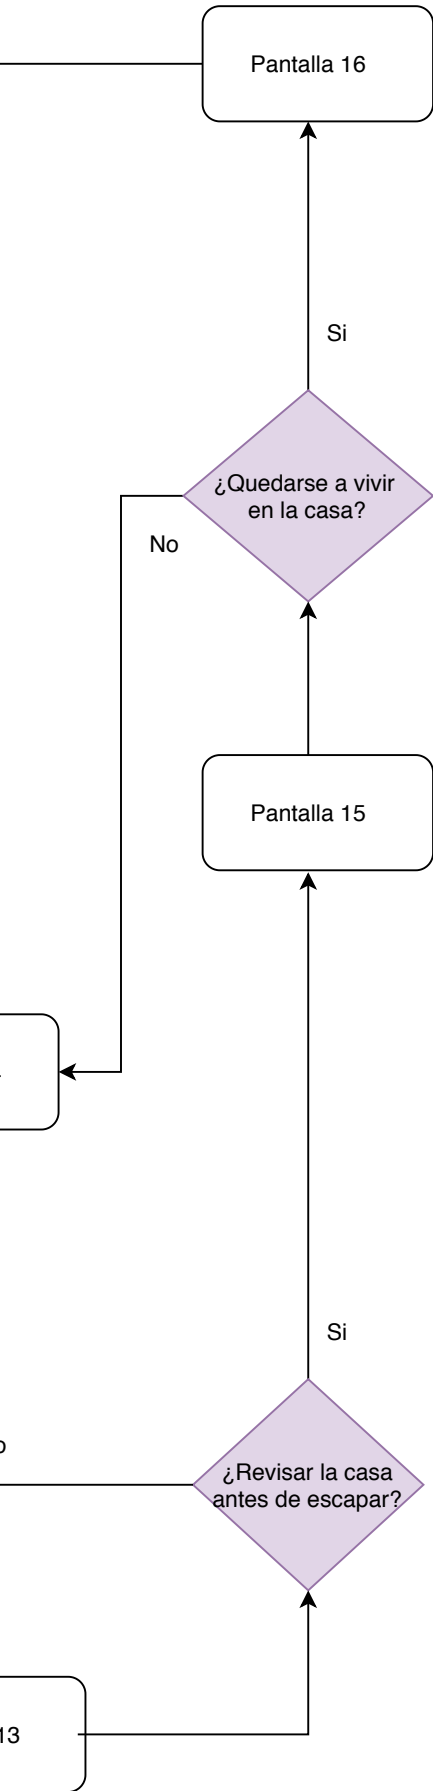 Pantalla 16
Si
¿Quedarse a vivir
en la casa?
No
Pantalla 15
Si
¿Revisar la casa
antes de escapar?
13